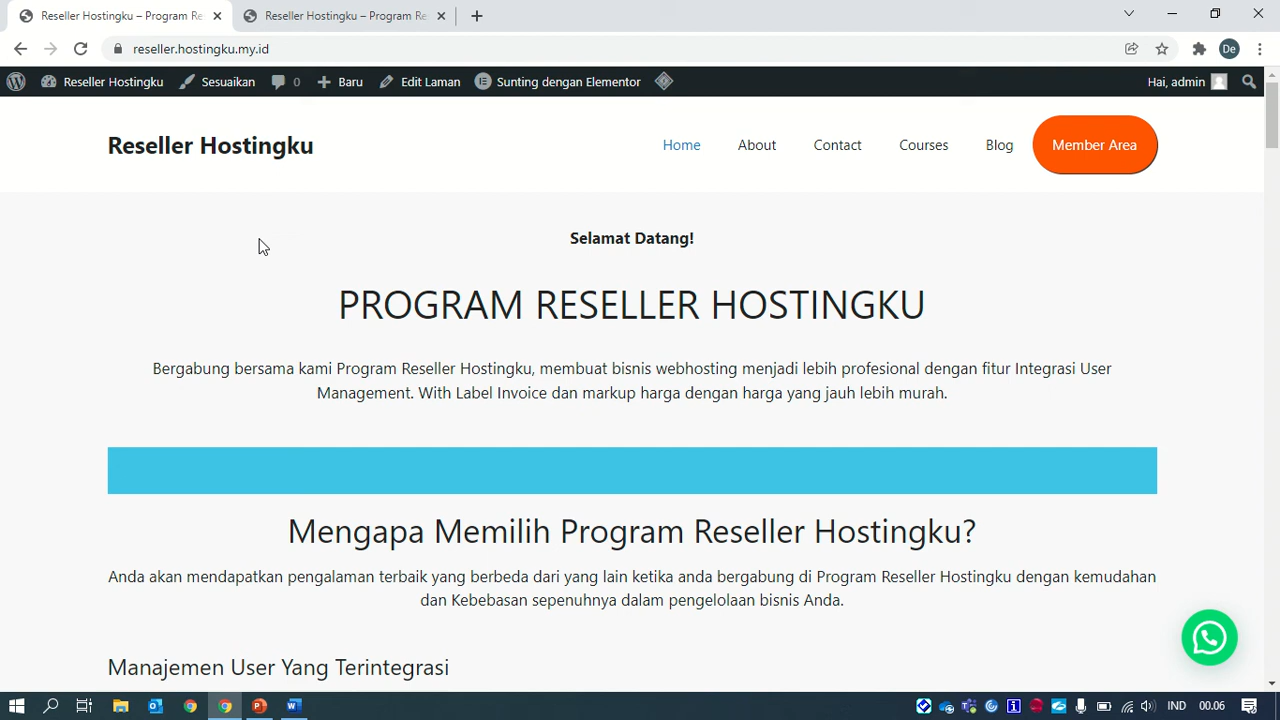 Reseller Hostingku – Program Re
Reseller Hostingku – Program Re
reseller.hostingku.my.id
De
Reseller Hostingku
Sesuaikan
0
Baru
Edit Laman
Sunting dengan Elementor
Hai, admin
Reseller Hostingku
Home
About
Contact
Courses
Blog
Member Area
Selamat Datang!
PROGRAM RESELLER HOSTINGKU
Bergabung bersama kami Program Reseller Hostingku, membuat bisnis webhosting menjadi lebih profesional dengan fitur Integrasi User
Management. With Label Invoice dan markup harga dengan harga yang jauh lebih murah.
Mengapa Memilih Program Reseller Hostingku?
Anda akan mendapatkan pengalaman terbaik yang berbeda dari yang lain ketika anda bergabung di Program Reseller Hostingku dengan kemudahan
dan Kebebasan sepenuhnya dalam pengelolaan bisnis Anda.
Manajemen User Yang Terintegrasi
IND
00.06